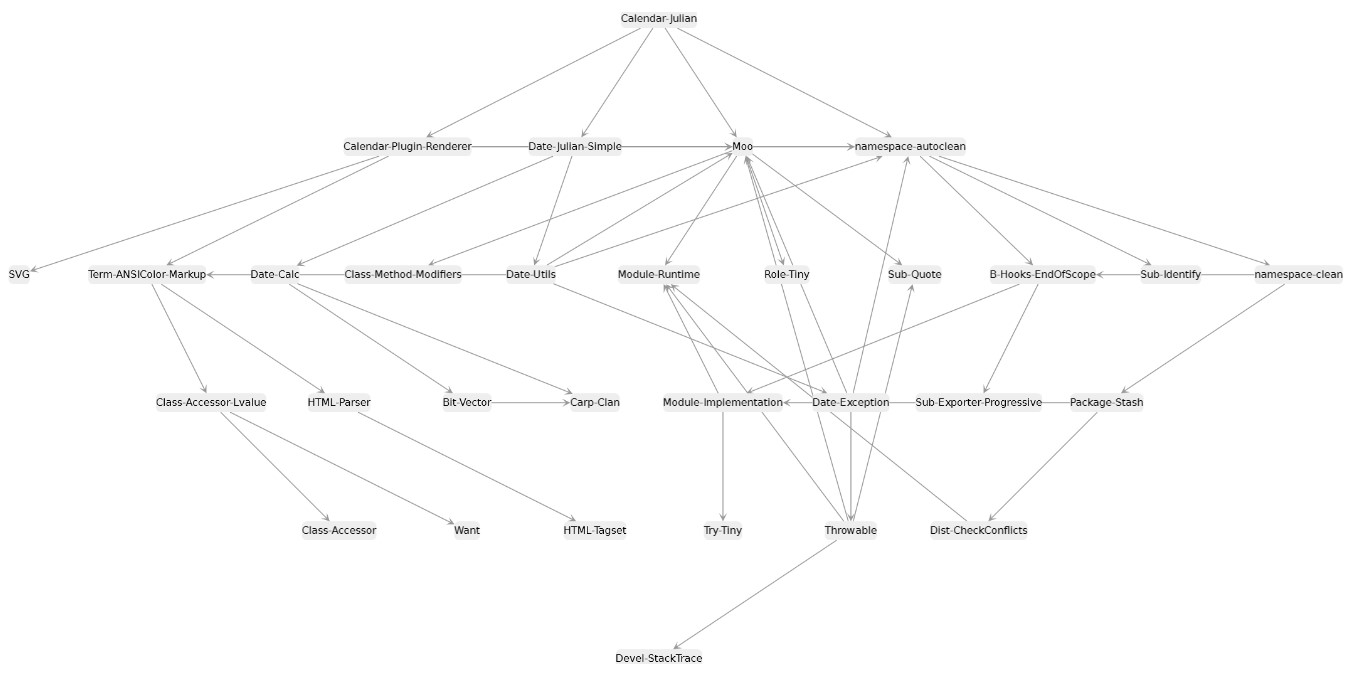 Calendar-Julian
Calendar-Plugin-Renderer
Date-Julian-Simple
Moo
namespace-autoclean
SVG
Term-ANSIColor-Markup
Date-Calc
Class-Method-Modifiers
Date-Utils
Module-Runtime
Role-Tiny
Sub-Quote
B-Hooks-EndOfScope
Sub-Identify
namespace-clean
Class-Accessor-Lvalue
HTML-Parser
Bit-Vector
Carp-Clan
Module-Implementation
Date-Exception
Sub-Exporter-Progressive
Package-Stash
Class-Accessor
Want
HTML-Tagset
Try-Tiny
Throwable
Dist-CheckConflicts
Devel-StackTrace